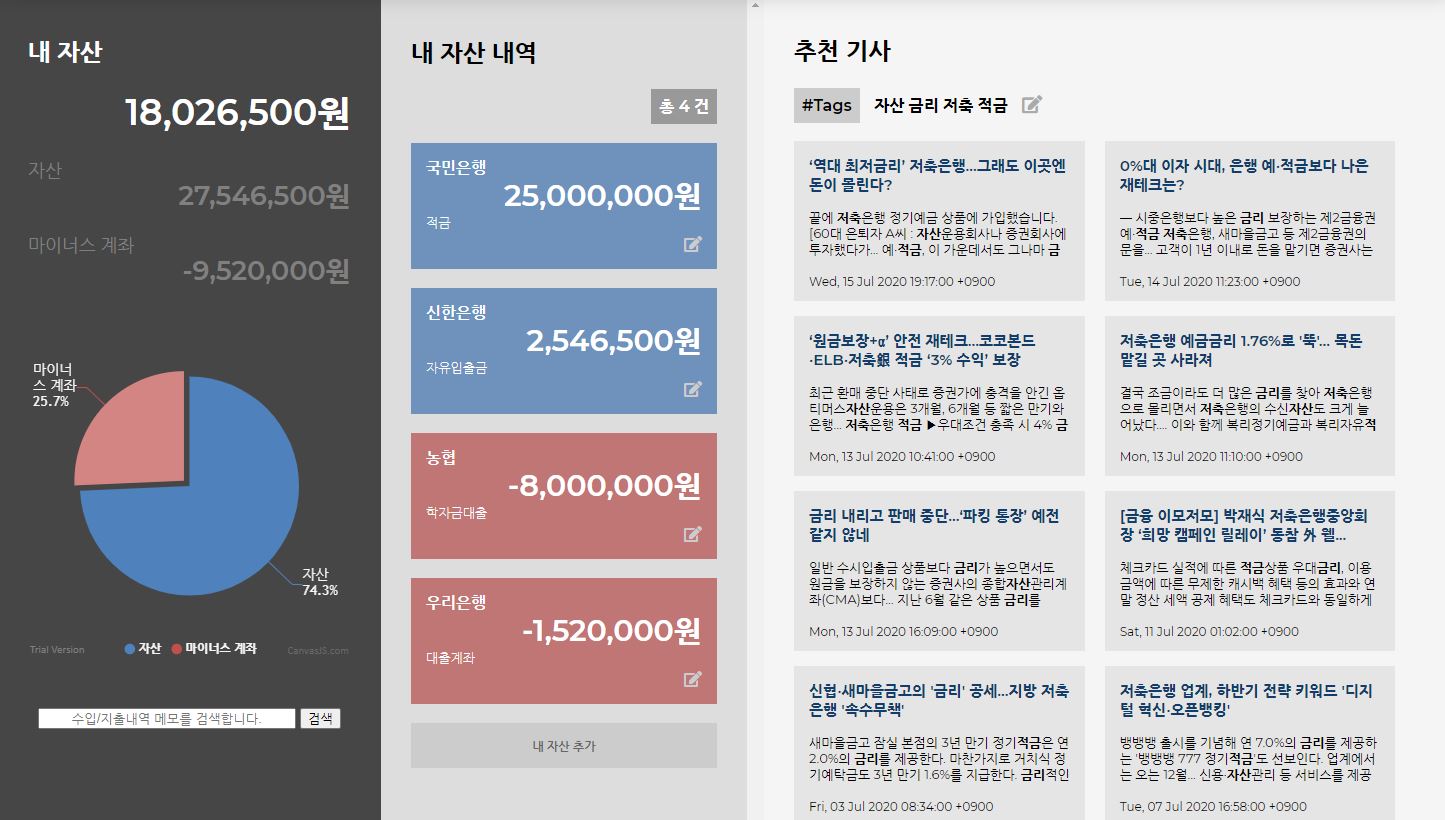 내 자산
18,026,500원
자산
27,546,500원
마이너스 계좌
-9,520,000원
마이너
스 계좌
25.7%
자산
74.3%
Trial Version
자산
마이너스 계좌
CanvasJS.com
수입/지출내역 메모를 검색합니다.
검색
내 자산 내역
총 4 건
국민은행
25,000,000원
적금
신한은행
2,546,500원
자유입출금
농협
-8,000,000원
학자금대출
우리은행
-1,520,000원
대출계좌
내 자산 추가
추천 기사
#Tags
자산 금리 저축 적금
‘역대 최저금리’ 저축은행...그래도 이곳엔
돈이 몰린다?
끝에 저축은행 정기예금 상품에 가입했습니다.
[60대 은퇴자 A씨 : 자산운용회사나 증권회사에
투자했다가... 예·적금, 이 가운데서도 그나마 금
Wed, 15 Jul 2020 19:17:00 +0900
0%대 이자 시대, 은행 예·적금보다 나은
재테크는?
― 시중은행보다 높은 금리 보장하는 제2금융권
예·적금 저축은행, 새마을금고 등 제2금융권의
문을... 고객이 1년 이내로 돈을 맡기면 증권사는
Tue, 14 Jul 2020 11:23:00 +0900
‘원금보장+α’ 안전 재테크...코코본드
·ELB·저축銀 적금 ‘3% 수익’ 보장
최근 환매 중단 사태로 증권가에 충격을 안긴 옵
티머스자산운용은 3개월, 6개월 등 짧은 만기와
은행... 저축은행 적금 ▶우대조건 충족 시 4% 금
Mon, 13 Jul 2020 10:41:00 +0900
저축은행 예금금리 1.76%로 '뚝'... 목돈
맡길 곳 사라져
결국 조금이라도 더 많은 금리를 찾아 저축은행
으로 몰리면서 저축은행의 수신자산도 크게 늘
어났다.... 이와 함께 복리정기예금과 복리자유적
Mon, 13 Jul 2020 11:10:00 +0900
금리 내리고 판매 중단...‘파킹 통장’ 예전
같지 않네
일반 수시입출금 상품보다 금리가 높으면서도
원금을 보장하지 않는 증권사의 종합자산관리계
좌(CMA)보다... 지난 6월 같은 상품 금리를
Mon, 13 Jul 2020 16:09:00 +0900
[금융 이모저모] 박재식 저축은행중앙회
장 ‘희망 캠페인 릴레이’ 동참 外 웰...
체크카드 실적에 따른 적금상품 우대금리, 이용
금액에 따른 무제한 캐시백 혜택 등의 효과와 연
말 정산 세액 공제 혜택도 체크카드와 동일하게
Sat, 11 Jul 2020 01:02:00 +0900
신협·새마을금고의 '금리' 공세...지방 저축
은행 '속수무책'
새마을금고 잠실 본점의 3년 만기 정기적금은 연
2.0%의 금리를 제공한다. 마찬가지로 거치식 정
기예탁금도 3년 만기 1.6%를 지급한다. 금리적인
Fri, 03 Jul 2020 08:34:00 +0900
저축은행 업계, 하반기 전략 키워드 '디지
털 혁신·오픈뱅킹'
뱅뱅뱅 출시를 기념해 연 7.0%의 금리를 제공하
는 '뱅뱅뱅 777 정기적금'도 선보인다. 업계에서
는 오는 12월... 신용·자산관리 등 서비스를 제공
Tue, 07 Jul 2020 16:58:00 +0900